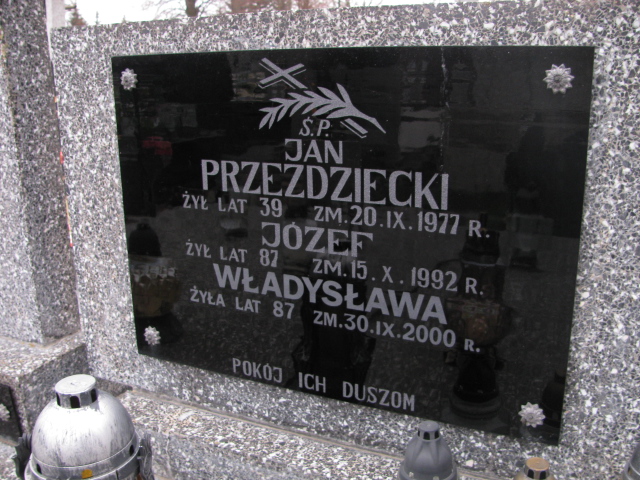 Ś.P.
JAN
PRZEŹDZIECKI
ŻYŁ LAT 39 ZM. 20. IX. 1977 R.
JÓZEF
ŻYŁ LAT 87 ZM. 15. X. 1992 R.
WŁADYSŁAWA
ŻYŁA LAT 87 ZM. 30. IX. 2000 R.
POKÓJ ICH DUSZOM